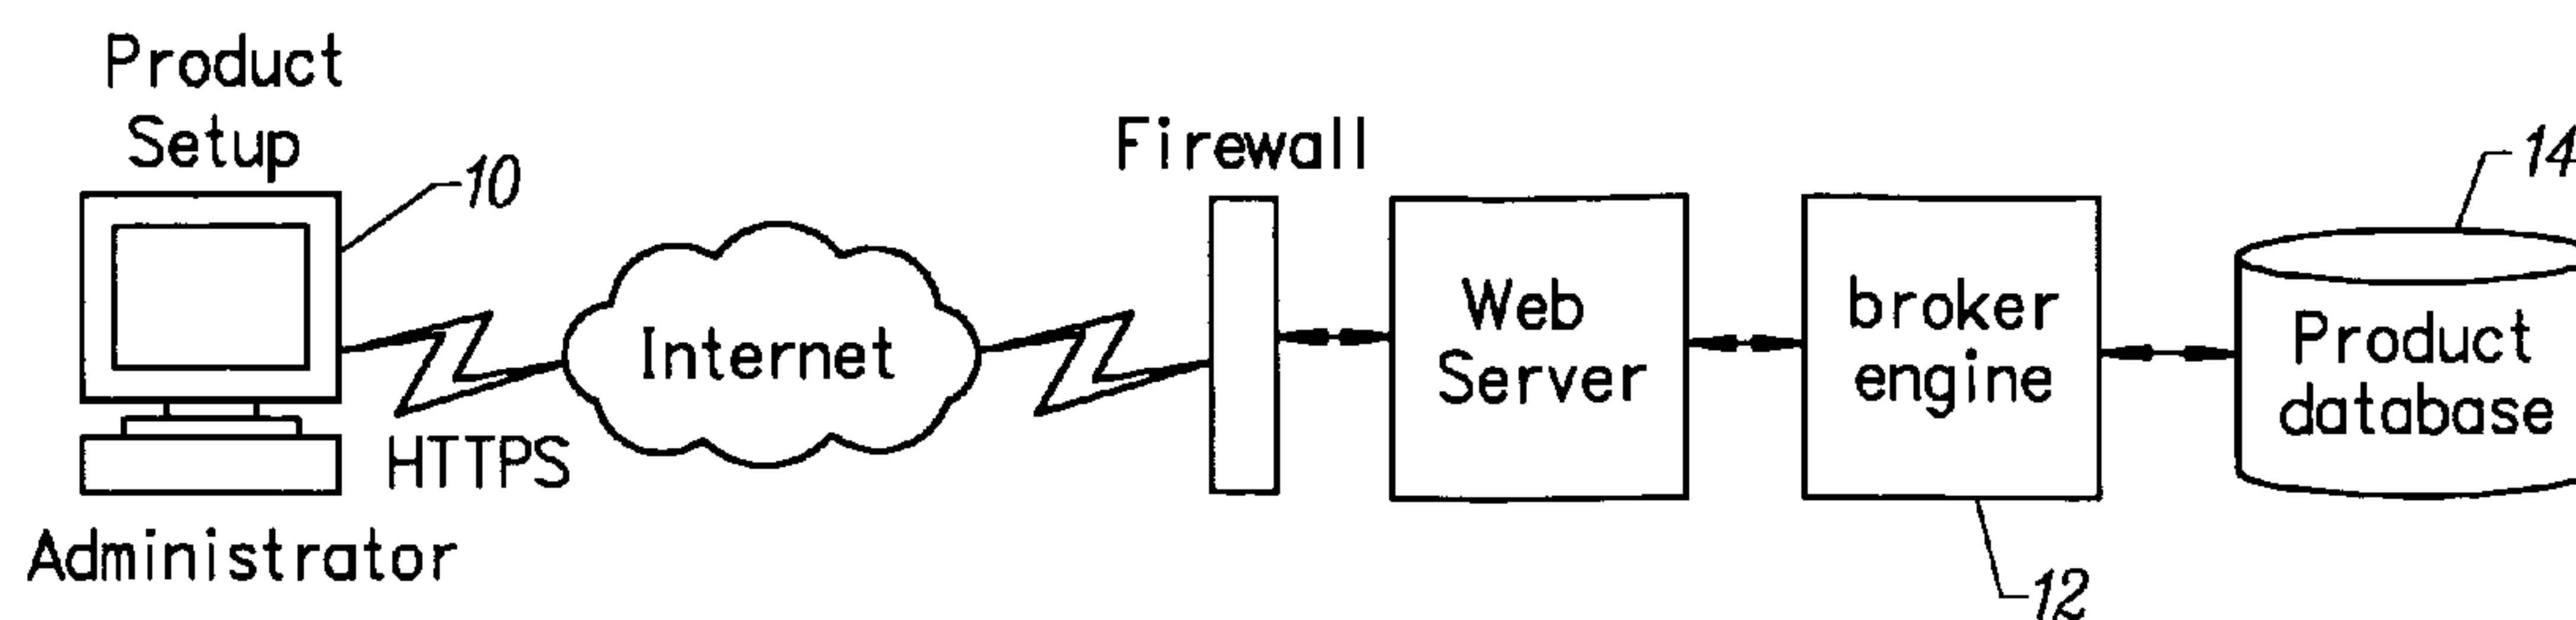 Product
Setup
10
HTTPS
Administrator
Internet
Firewall
Web
Server
broker
engine
12
14
Product
database